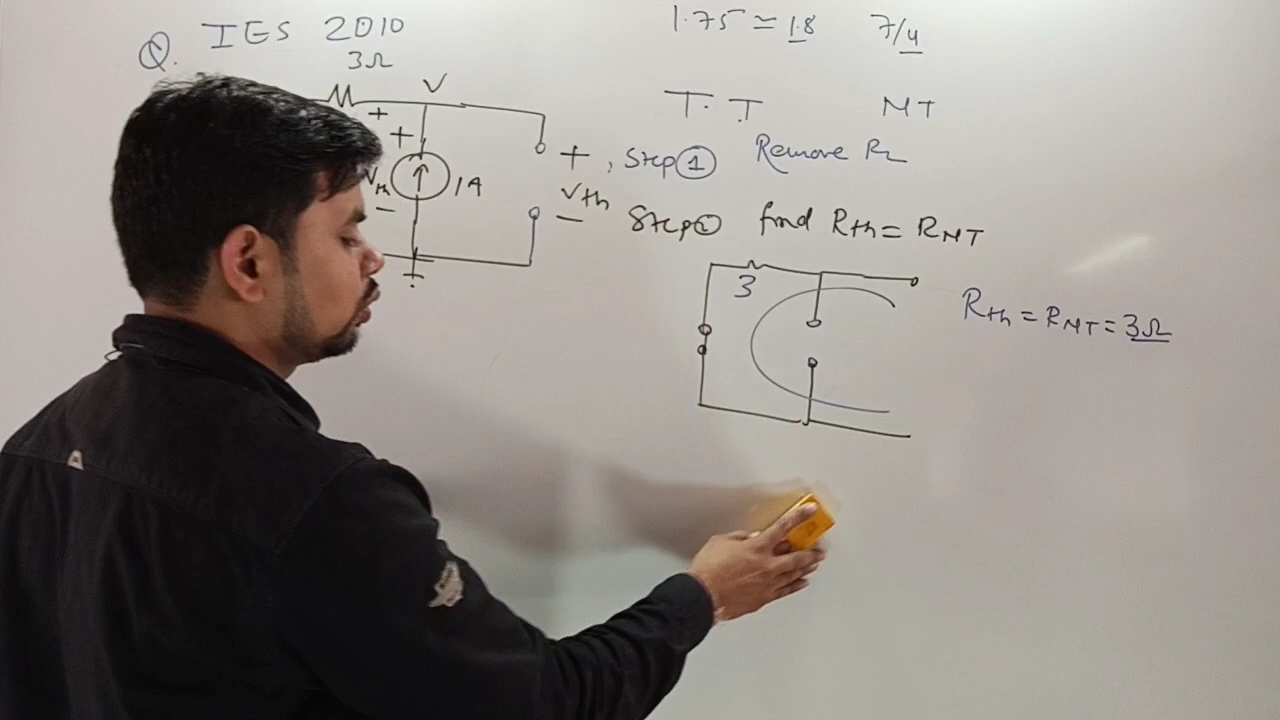 Q. IES 2010
3Ω
V
+
+
Vth
−
1A
+
Vth
−
1.75 ≃ 1.8 7/4
T.T NT
, Step ① Remove RL
Step ② find Rth = RNT
3
Rth = RNT = 3Ω